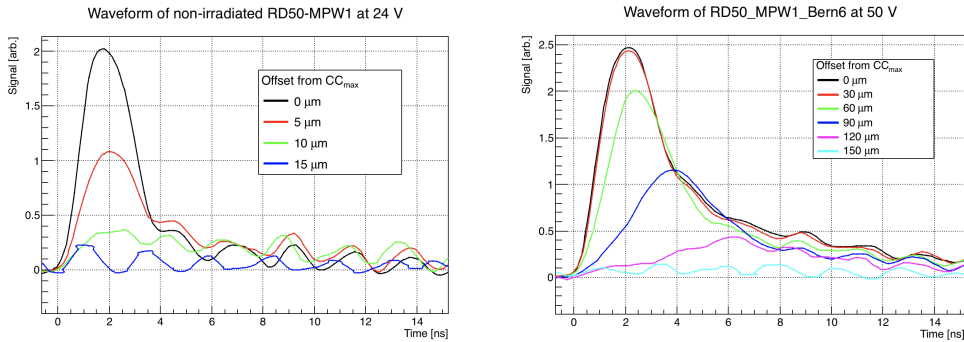 Waveform of non-irradiated RD50-MPW1 at 24 V
Signal [arb.]
2
1.5
1
0.5
0
Offset from CCmax
0 μm
5 μm
10 μm
15 μm
0 2 4 6 8 10 12 14
Time [ns]
Waveform of RD50_MPW1_Bern6 at 50 V
Signal [arb.]
2.5
2
1.5
1
0.5
0
Offset from CCmax
0 μm
30 μm
60 μm
90 μm
120 μm
150 μm
0 2 4 6 8 10 12 14
Time [ns]